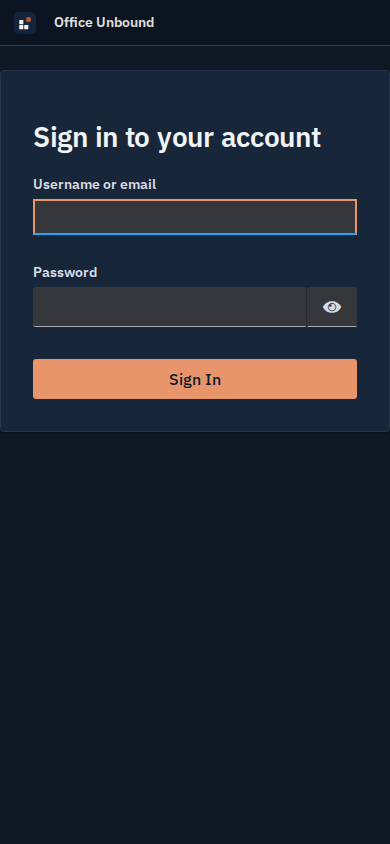 Office Unbound
Sign in to your account
Username or email
Password
Sign In